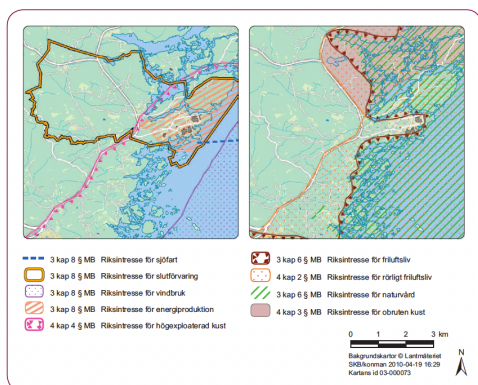 3 kap 8 § MB Riksintresse för sjöfart
3 kap 8 § MB Riksintresse för slutförvaring
3 kap 8 § MB Riksintresse för vindbruk
3 kap 8 § MB Riksintresse för energiproduktion
4 kap 4 § MB Riksintresse för högexploaterad kust
3 kap 6 § MB Riksintresse för friluftsliv
4 kap 2 § MB Riksintresse för rörligt friluftsliv
3 kap 6 § MB Riksintresse för naturvård
4 kap 3 § MB Riksintresse för obruten kust
0 1 2 3 km
Bakgrundskartor © Lantmäteriet
SKB/konman 2010-04-19 16:29
Kartans id 03-000073
N